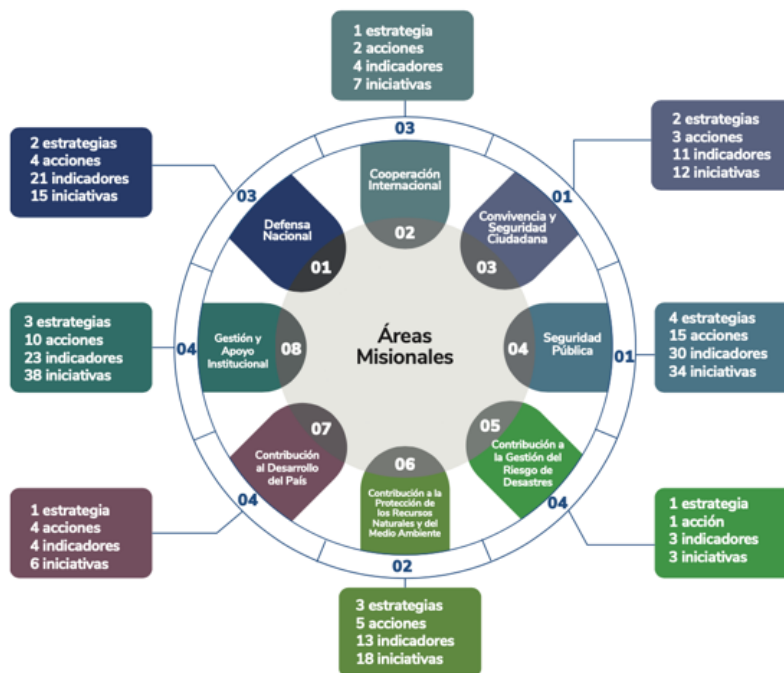 1 estrategia
2 acciones
4 indicadores
7 iniciativas
03
2 estrategias
4 acciones
21 indicadores
15 iniciativas
03
2 estrategias
3 acciones
11 indicadores
12 iniciativas
01
Cooperación
Internacional
02
Defensa
Nacional
01
Convivencia y
Seguridad
Ciudadana
03
3 estrategias
10 acciones
23 indicadores
38 iniciativas
04
Gestión y
Apoyo
Institucional
08
Áreas
Misionales
04
Seguridad
Pública
01
4 estrategias
15 acciones
30 indicadores
34 iniciativas
07
Contribución
al Desarrollo
del País
04
06
Contribución a la
Protección de
los Recursos
Naturales y del
Medio Ambiente
02
05
Contribución a
la Gestión del
Riesgo de
Desastres
04
1 estrategia
4 acciones
4 indicadores
6 iniciativas
1 estrategia
1 acción
3 indicadores
3 iniciativas
3 estrategias
5 acciones
13 indicadores
18 iniciativas